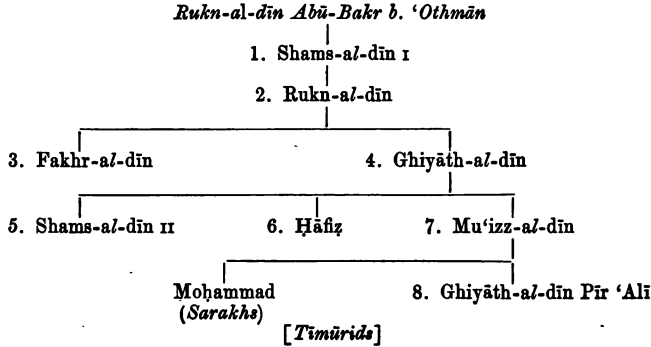 Rukn-al-dīn Abū-Bakr b. ‘Othmān
1. Shams-al-dīn I
2. Rukn-al-dīn
3. Fakhr-al-dīn 4. Ghiyāth-al-dīn
5. Shams-al-dīn II 6. Ḥāfiẓ 7. Mu‘izz-al-dīn
Moḥammad 8. Ghiyāth-al-dīn Pīr ‘Alī
(Sarakhs)
[Tīmūrids]